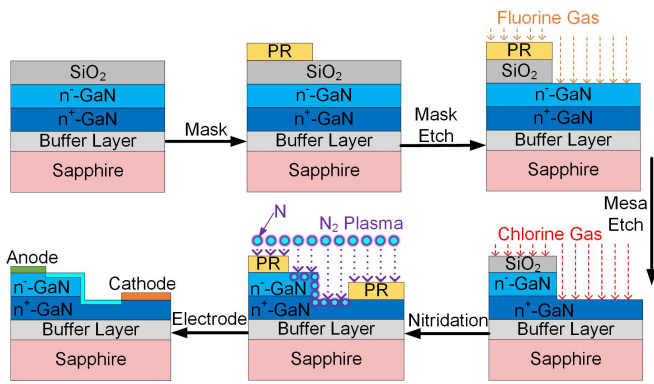 SiO₂
n⁻-GaN
n⁺-GaN
Buffer Layer
Sapphire
Mask
PR
SiO₂
n⁻-GaN
n⁺-GaN
Buffer Layer
Sapphire
Mask
Etch
Fluorine Gas
PR
SiO₂
n⁻-GaN
n⁺-GaN
Buffer Layer
Sapphire
Mesa
Etch
Chlorine Gas
SiO₂
n⁻-GaN
n⁺-GaN
Buffer Layer
Sapphire
Nitridation
N
N₂ Plasma
PR
n⁻-GaN
PR
n⁺-GaN
Buffer Layer
Sapphire
Electrode
Anode
Cathode
n⁻-GaN
n⁺-GaN
Buffer Layer
Sapphire